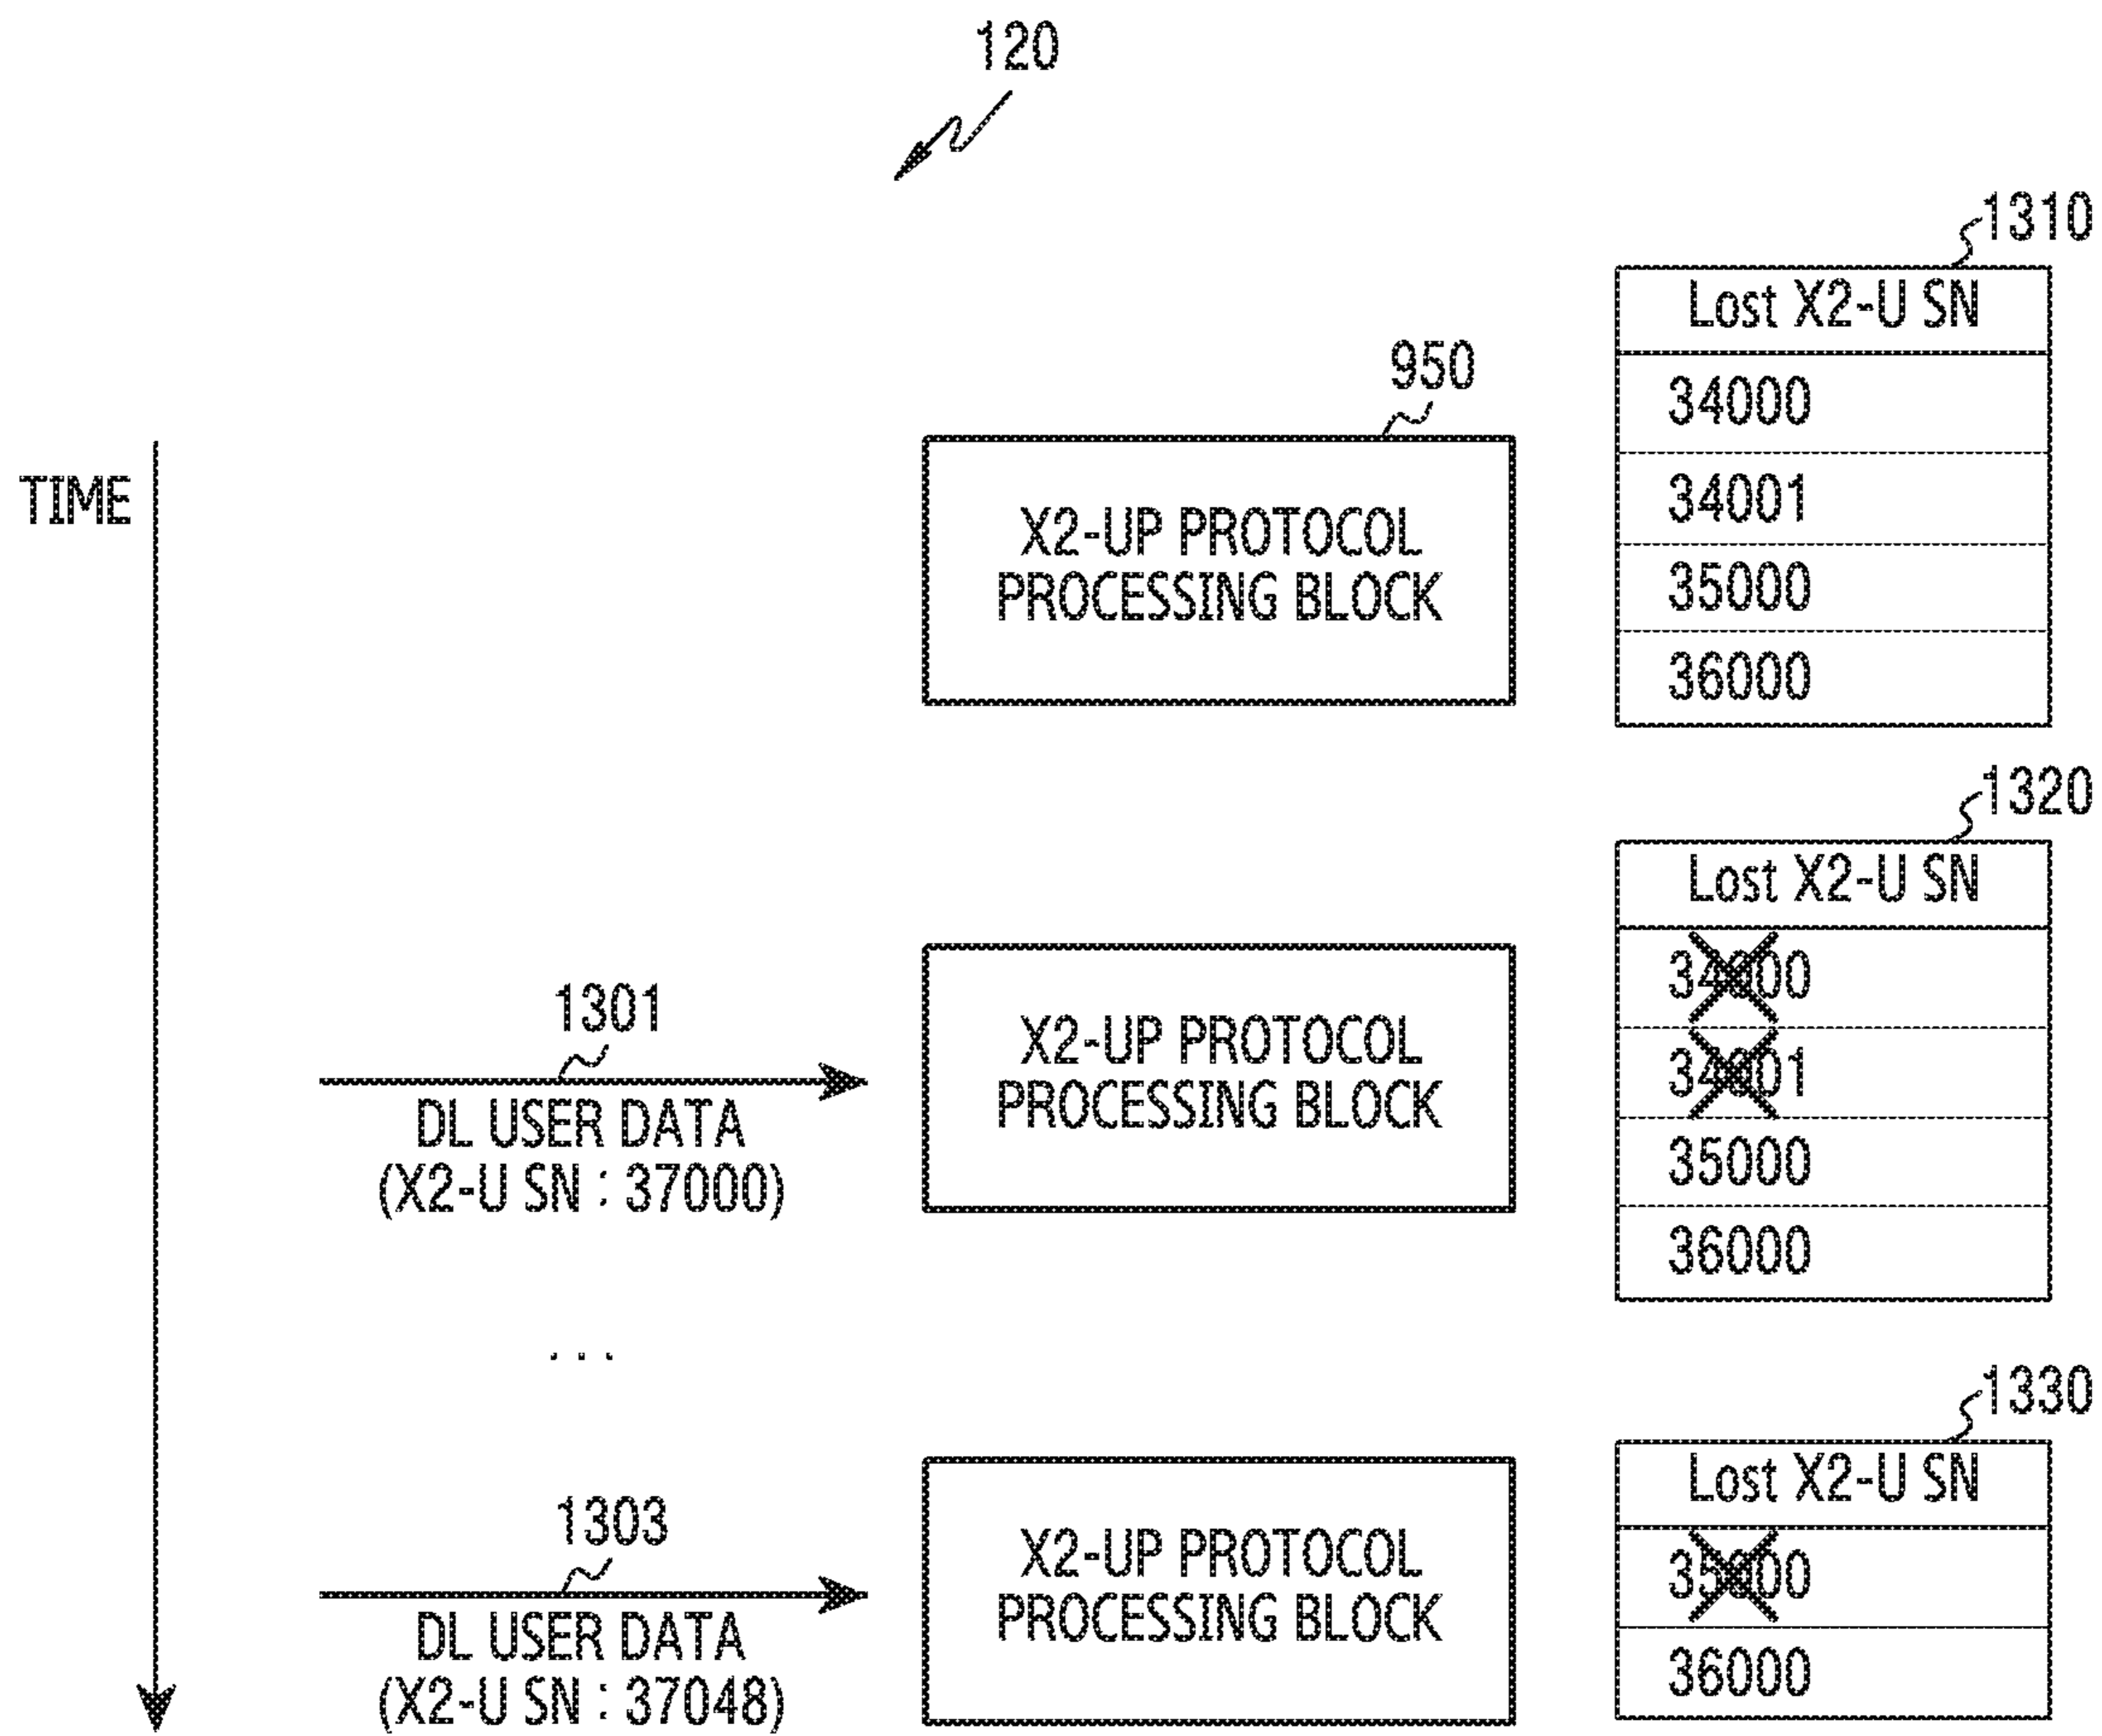 120
1310
Lost X2-U SN
950
34000
TIME
34001
X2-UP PROTOCOL
PROCESSING BLOCK
35000
36000
1320
Lost X2-U SN
34000
1301
X2-UP PROTOCOL
PROCESSING BLOCK
34001
DL USER DATA
(X2-U SN : 37000)
35000
36000
...
1330
Lost X2-U SN
1303
X2-UP PROTOCOL
PROCESSING BLOCK
35000
DL USER DATA
(X2-U SN : 37048)
36000